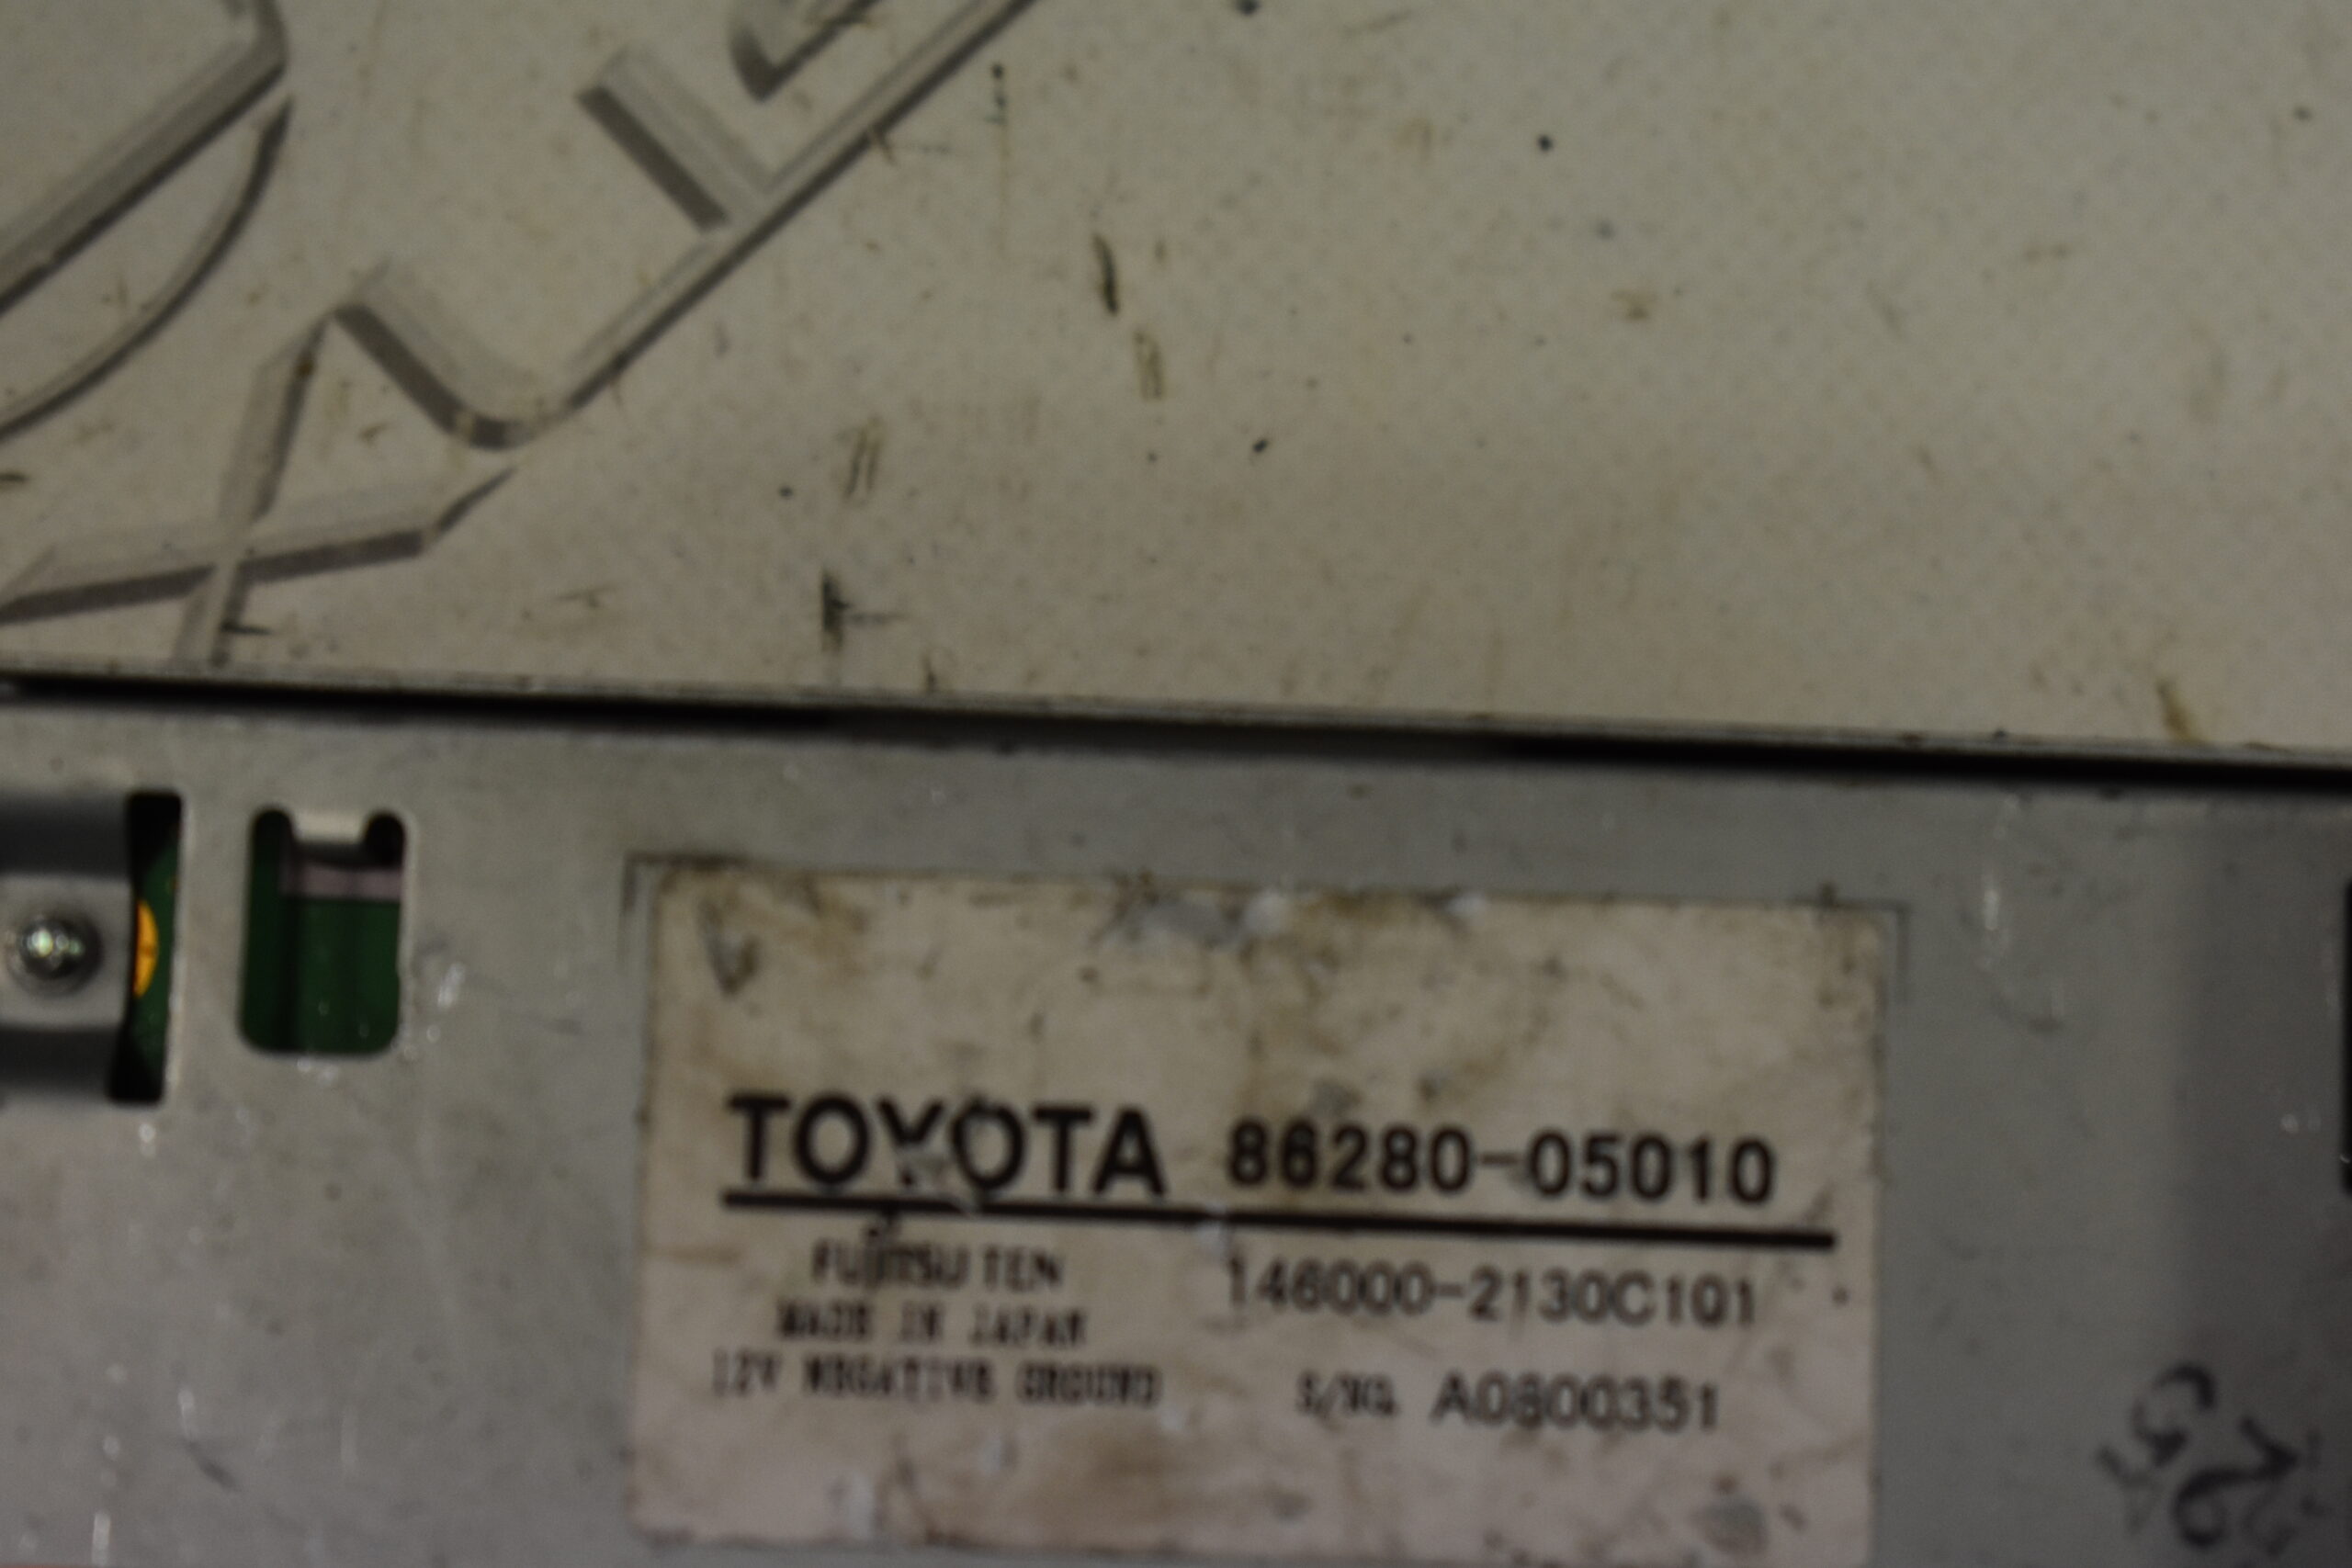 TOYOTA 86280-05010
FUJITSU TEN 146000-2130C101
MADE IN JAPAN
12V NEGATIVE GROUND S/NO. A0800351